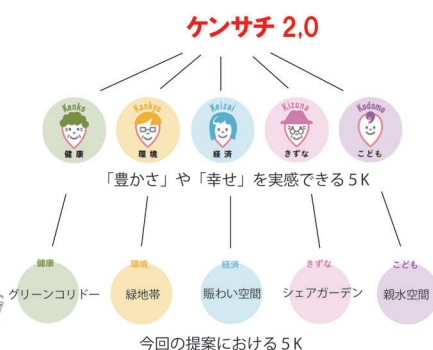 ケンサチ 2,0
Kenko
Kankyo
Keizai
Kizuna
Kodomo
健康
環境
経済
きずな
こども
「豊かさ」や「幸せ」を実感できる5K
健康
環境
経済
きずな
こども
グリーンコリドー
緑地帯
賑わい空間
シェアガーデン
親水空間
今回の提案における5K